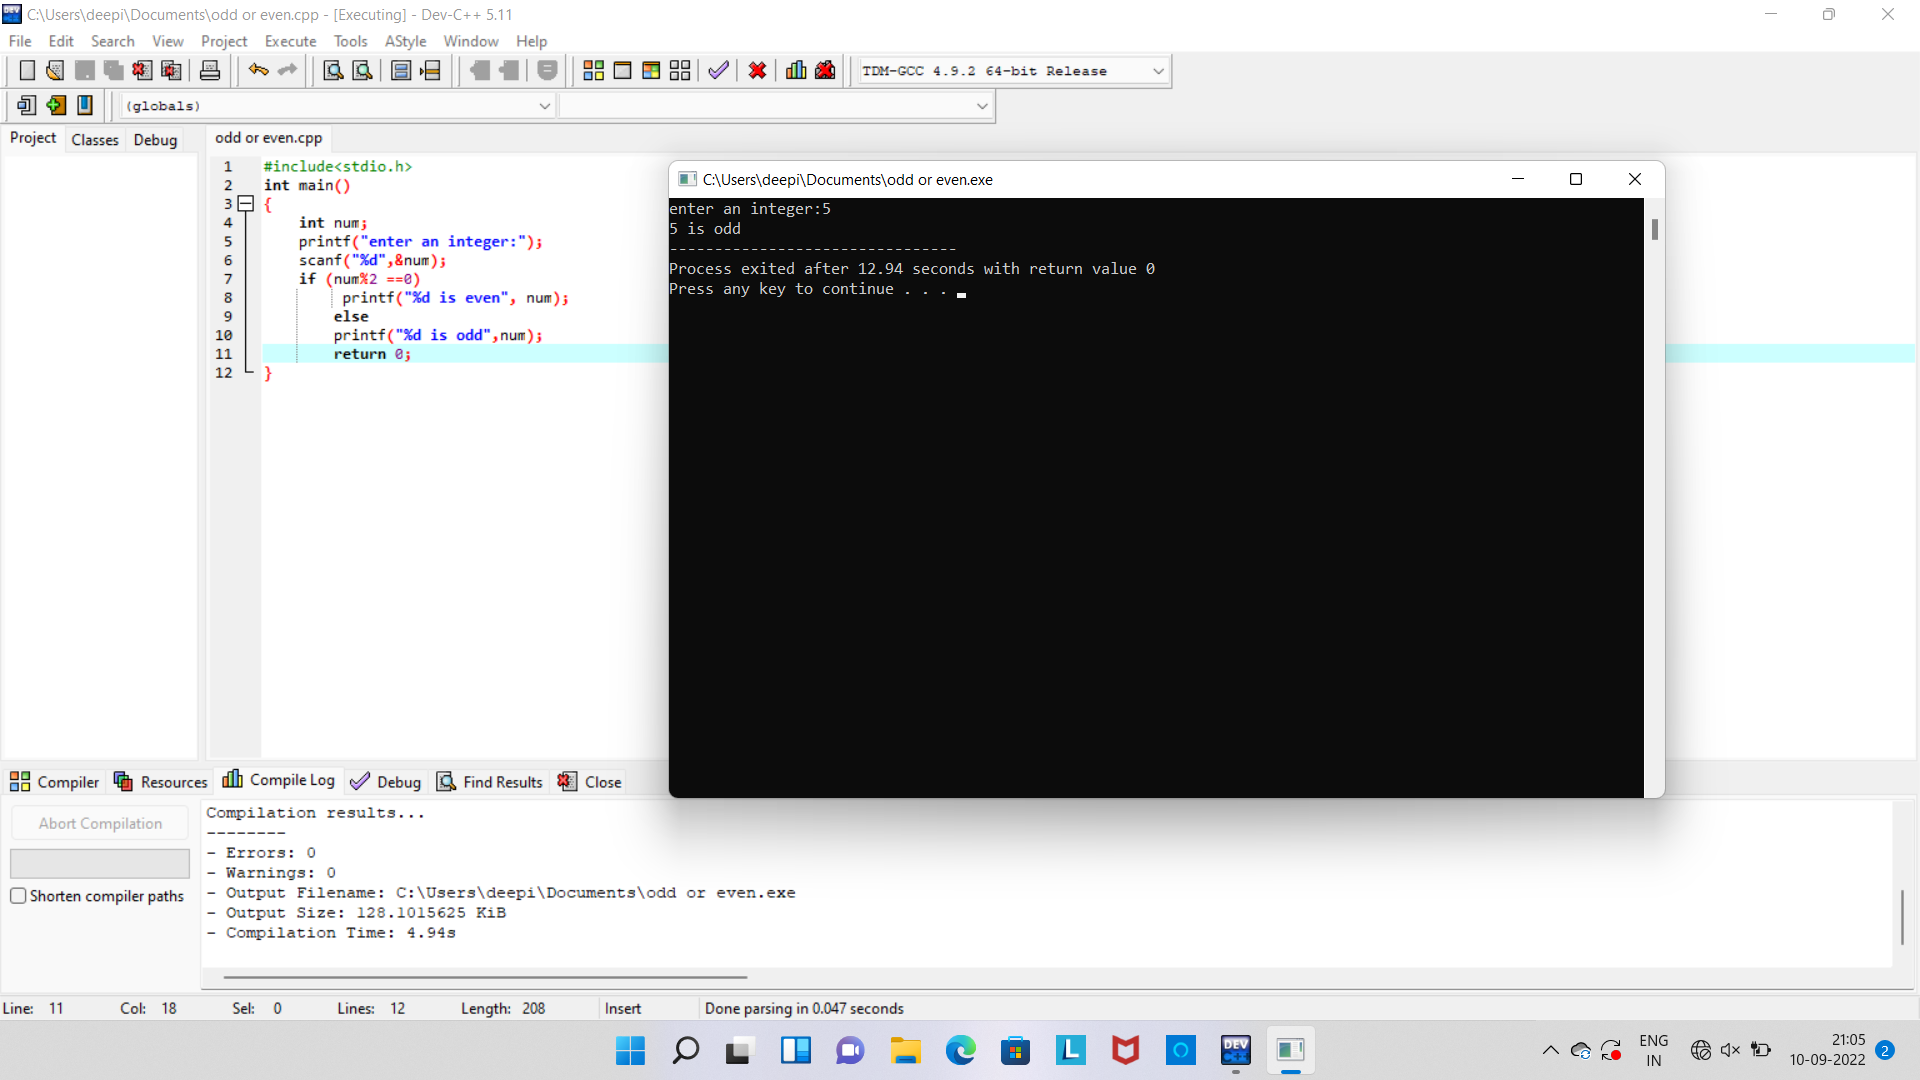 C:\Users\deepi\Documents\odd or even.cpp - [Executing] - Dev-C++ 5.11
File Edit Search View Project Execute Tools AStyle Window Help
TDM-GCC 4.9.2 64-bit Release
(globals)
Project Classes Debug
odd or even.cpp
1 #include<stdio.h>
2 int main()
3 {
4 int num;
5 printf("enter an integer:");
6 scanf("%d",&num);
7 if (num%2 ==0)
8 printf("%d is even", num);
9 else
10 printf("%d is odd",num);
11 return 0;
12 }
C:\Users\deepi\Documents\odd or even.exe
enter an integer:5
5 is odd
--------------------------------
Process exited after 12.94 seconds with return value 0
Press any key to continue . . .
Compiler Resources Compile Log Debug Find Results Close
Abort Compilation
Shorten compiler paths
Compilation results...
--------
- Errors: 0
- Warnings: 0
- Output Filename: C:\Users\deepi\Documents\odd or even.exe
- Output Size: 128.1015625 KiB
- Compilation Time: 4.94s
Line: 11 Col: 18 Sel: 0 Lines: 12 Length: 208 Insert Done parsing in 0.047 seconds
DEV C++
ENG
IN
21:05
10-09-2022
2